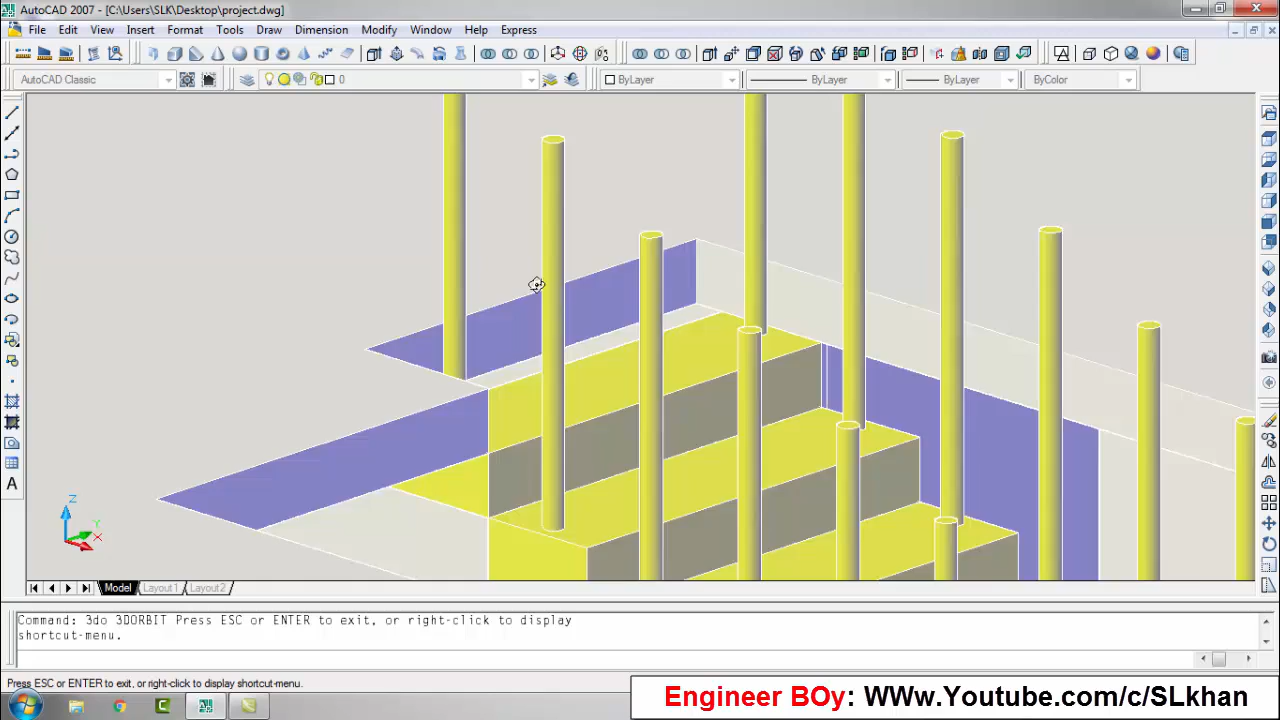 AutoCAD 2007 - [C:\Users\SLK\Desktop\project.dwg]
File Edit View Insert Format Tools Draw Dimension Modify Window Help Express
AutoCAD Classic 0 ByLayer ByLayer ByLayer ByColor
A
Z
Y
X
Model Layout1 Layout2
Command: 3do 3DORBIT Press ESC or ENTER to exit, or right-click to display
shortcut-menu.
Press ESC or ENTER to exit, or right-click to display shortcut-menu.
Engineer BOy: WWw.Youtube.com/c/SLkhan